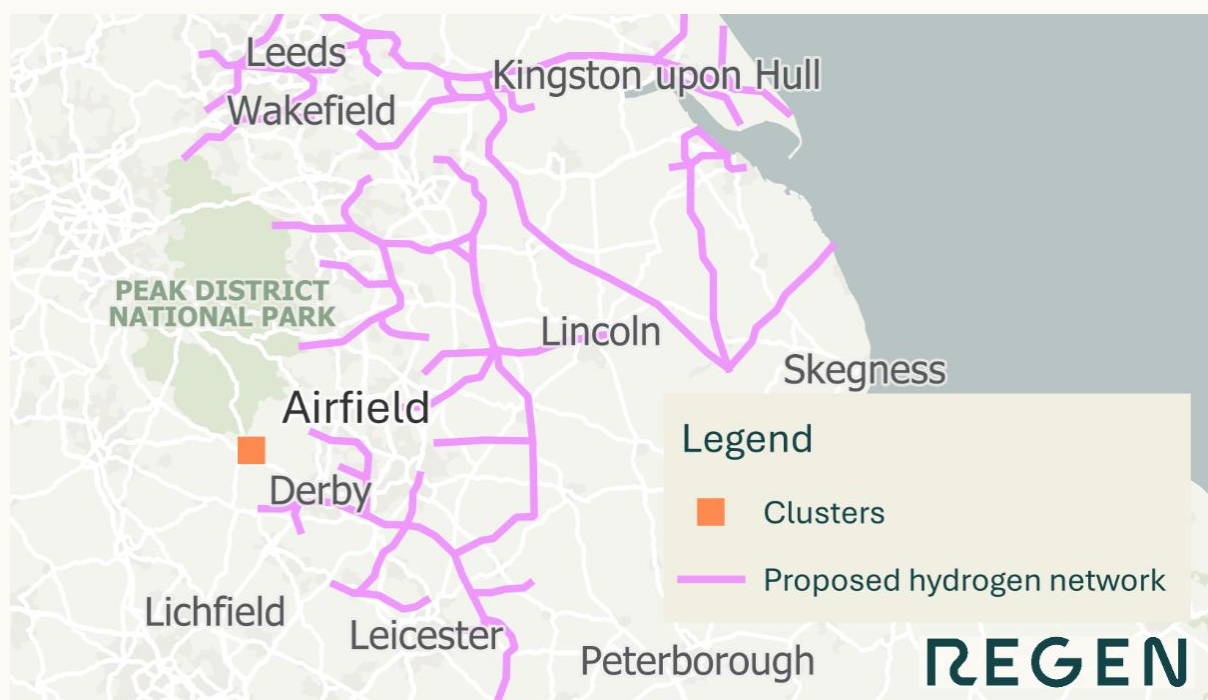 Leeds
Kingston upon Hull
Wakefield
PEAK DISTRICT
NATIONAL PARK
Lincoln
Skegness
Airfield
Derby
Lichfield
Leicester
Peterborough
Legend
Clusters
Proposed hydrogen network
REGEN